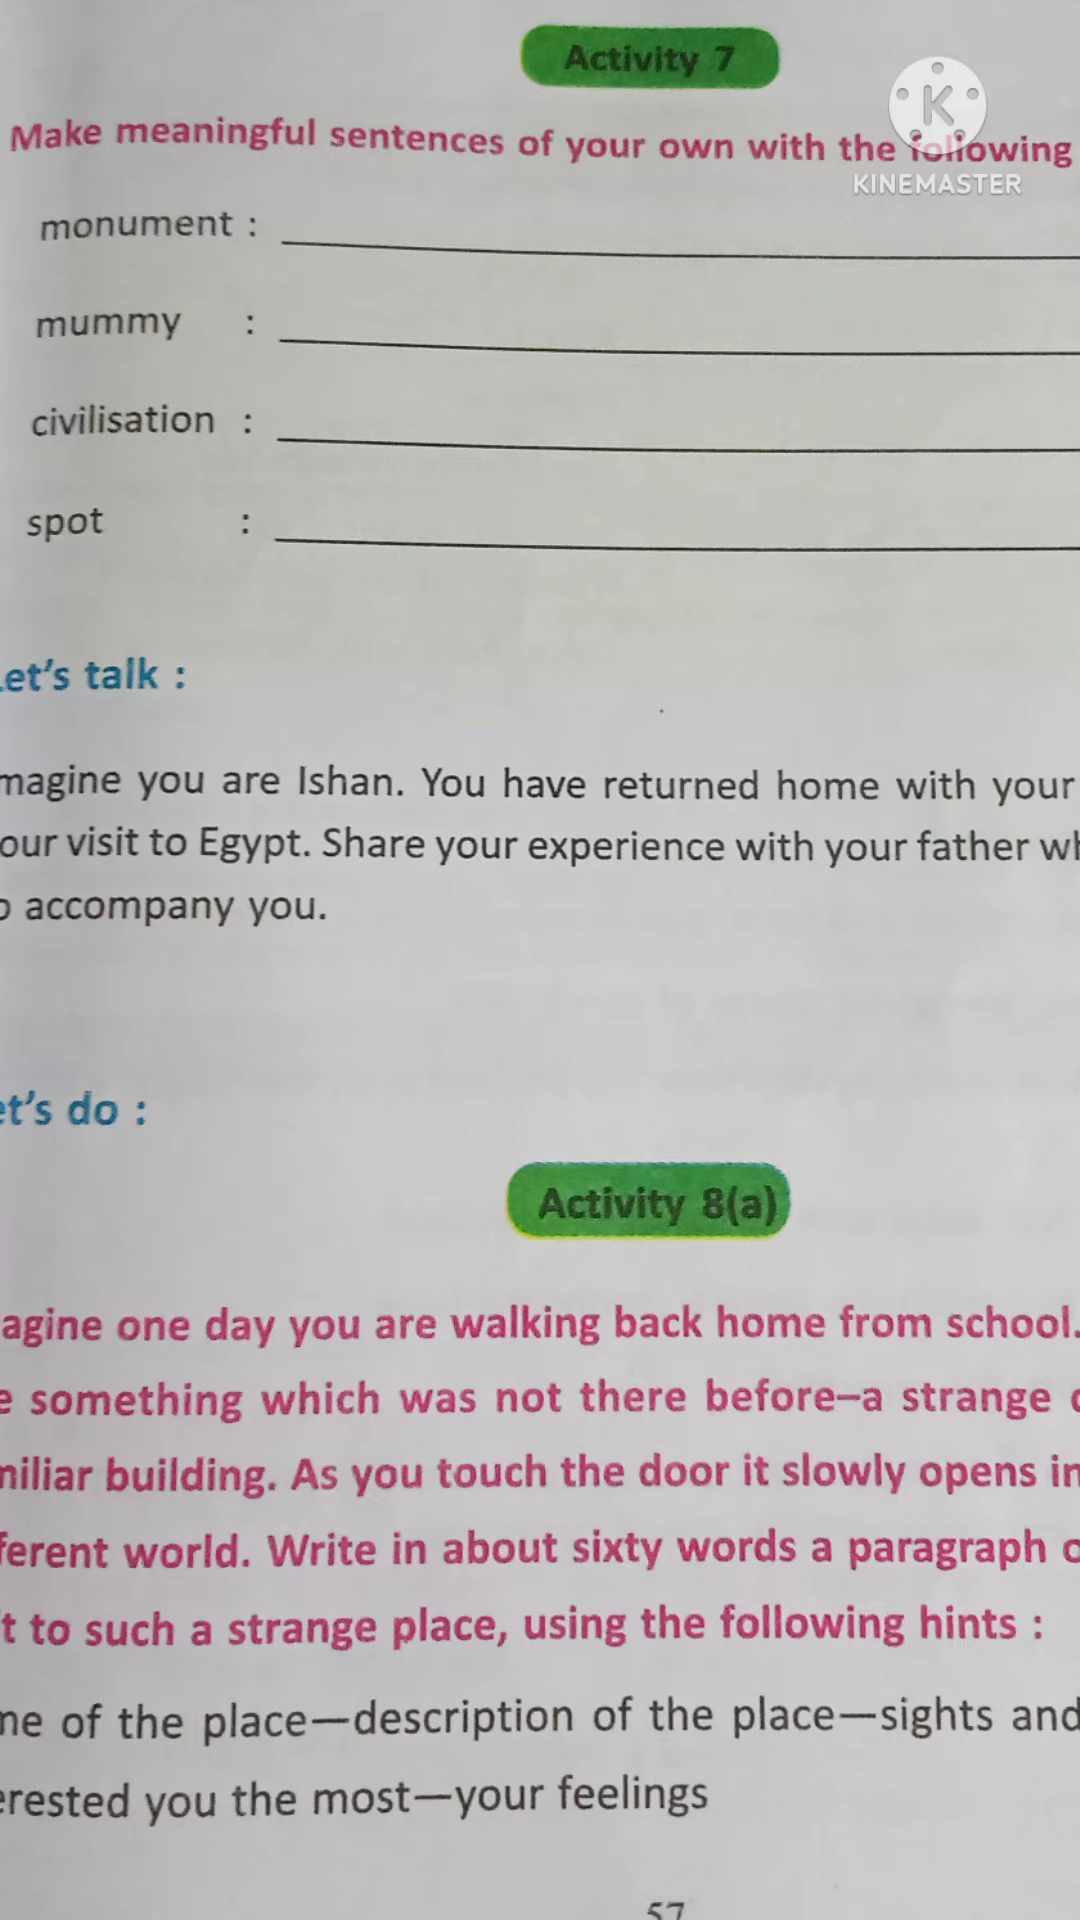 Activity 7
K
KINEMASTER
Make meaningful sentences of your own with the following
monument :
mummy :
civilisation :
spot :
Let's talk :
magine you are Ishan. You have returned home with your
our visit to Egypt. Share your experience with your father wh
o accompany you.
et's do :
Activity 8(a)
agine one day you are walking back home from school.
e something which was not there before—a strange
miliar building. As you touch the door it slowly opens in
ferent world. Write in about sixty words a paragraph
t to such a strange place, using the following hints :
me of the place—description of the place—sights and
erested you the most—your feelings
57